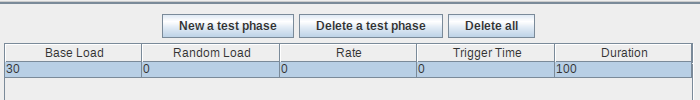 New a test phase Delete a test phase Delete all
Base Load Random Load Rate Trigger Time Duration
30 0 0 0 100